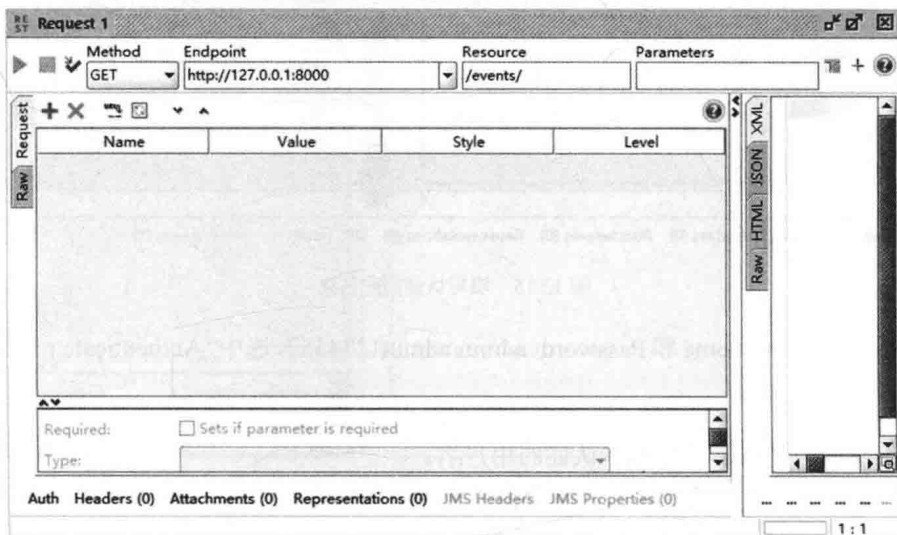 RE
ST
Request 1
Method
Endpoint
Resource
Parameters
GET
http://127.0.0.1:8000
/events/
Request
Raw
Name
Value
Style
Level
XML
JSON
HTML
Raw
Required:
Sets if parameter is required
Type:
Auth
Headers (0)
Attachments (0)
Representations (0)
JMS Headers
JMS Properties (0)
1 : 1